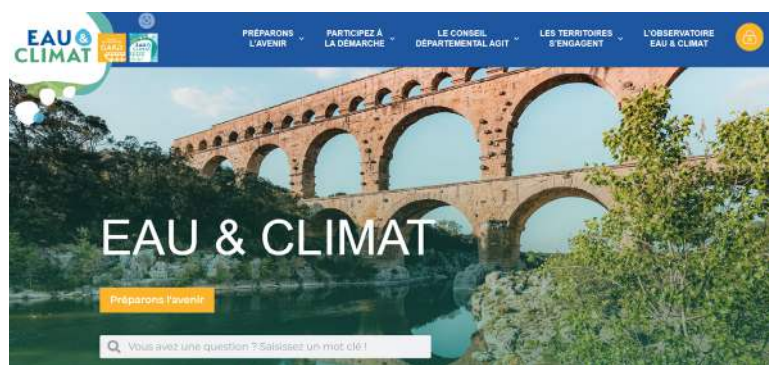 EAU &
CLIMAT
GARD
PRÉPARONS
L'AVENIR
PARTICIPEZ À
LA DÉMARCHE
LE CONSEIL
DÉPARTEMENTAL AGIT
LES TERRITOIRES
S'ENGAGENT
L'OBSERVATOIRE
EAU & CLIMAT
EAU & CLIMAT
Préparons l'avenir
Vous avez une question ? Saisissez un mot clé !